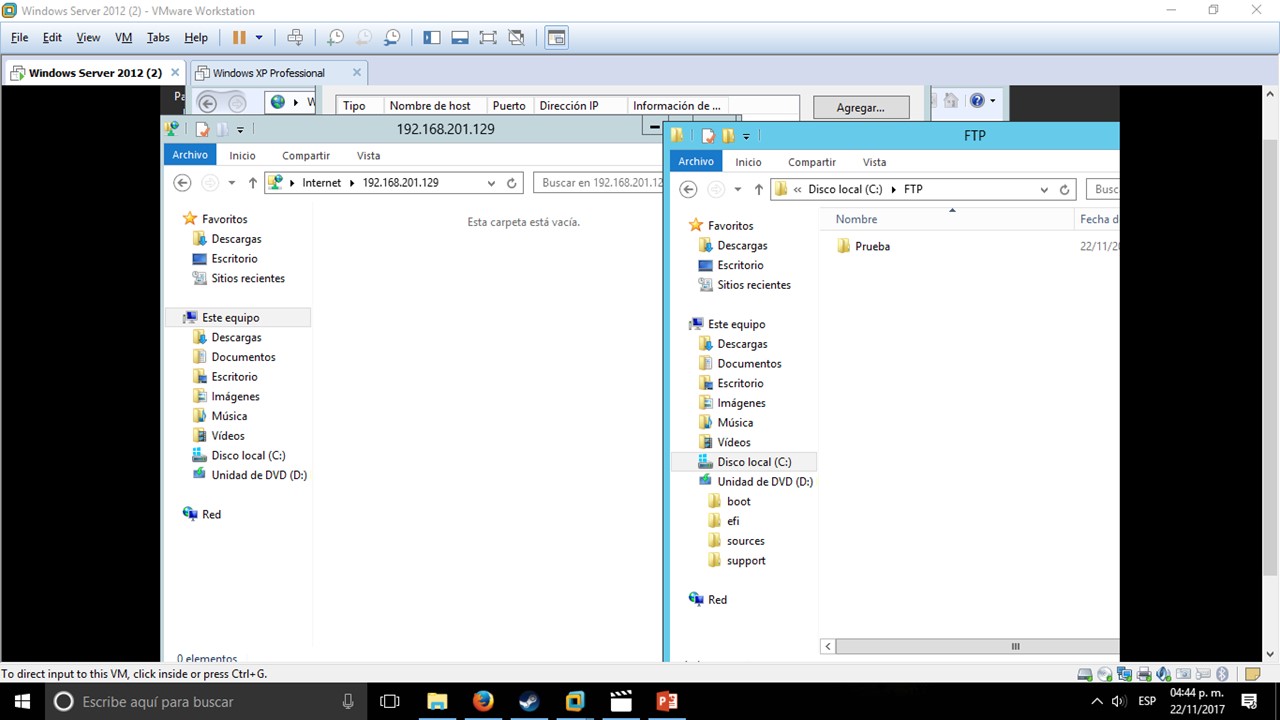 Windows Server 2012 (2) - VMware Workstation
File Edit View VM Tabs Help
Windows Server 2012 (2)
Windows XP Professional
Tipo Nombre de host Puerto Dirección IP Información de ...
Agregar...
192.168.201.129
Archivo Inicio Compartir Vista
Internet 192.168.201.129
Buscar en 192.168.201.12
Favoritos
Descargas
Escritorio
Sitios recientes
Este equipo
Descargas
Documentos
Escritorio
Imágenes
Música
Vídeos
Disco local (C:)
Unidad de DVD (D:)
Red
Esta carpeta está vacía.
0 elementos
FTP
Archivo Inicio Compartir Vista
« Disco local (C:) FTP
Busc
Favoritos
Descargas
Escritorio
Sitios recientes
Este equipo
Descargas
Documentos
Escritorio
Imágenes
Música
Vídeos
Disco local (C:)
Unidad de DVD (D:)
boot
efi
sources
support
Red
Nombre Fecha d
Prueba 22/11/20
To direct input to this VM, click inside or press Ctrl+G.
Escribe aquí para buscar
ESP
04:44 p. m.
22/11/2017